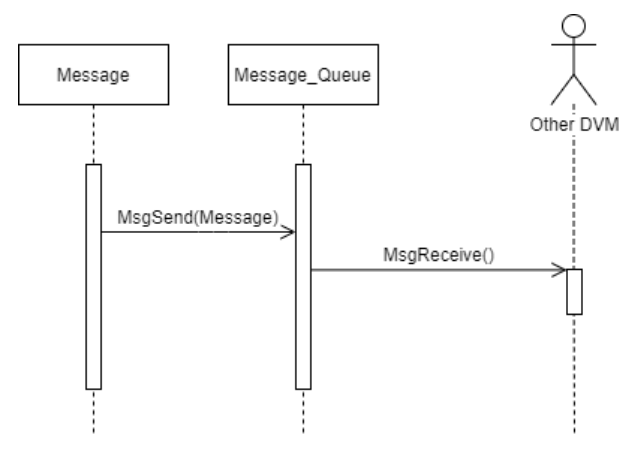 Message
Message_Queue
Other DVM
MsgSend(Message)
MsgReceive()